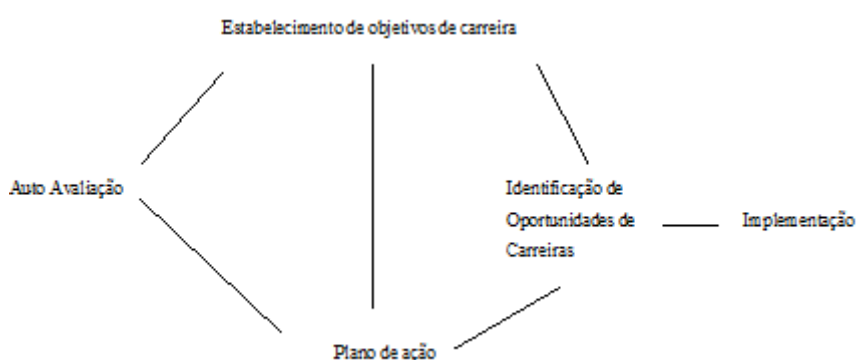 Estabelecimento de objetivos de carreira
Auto Avaliação
Identificação de
Oportunidades de
Carreiras
Implementação
Plano de ação